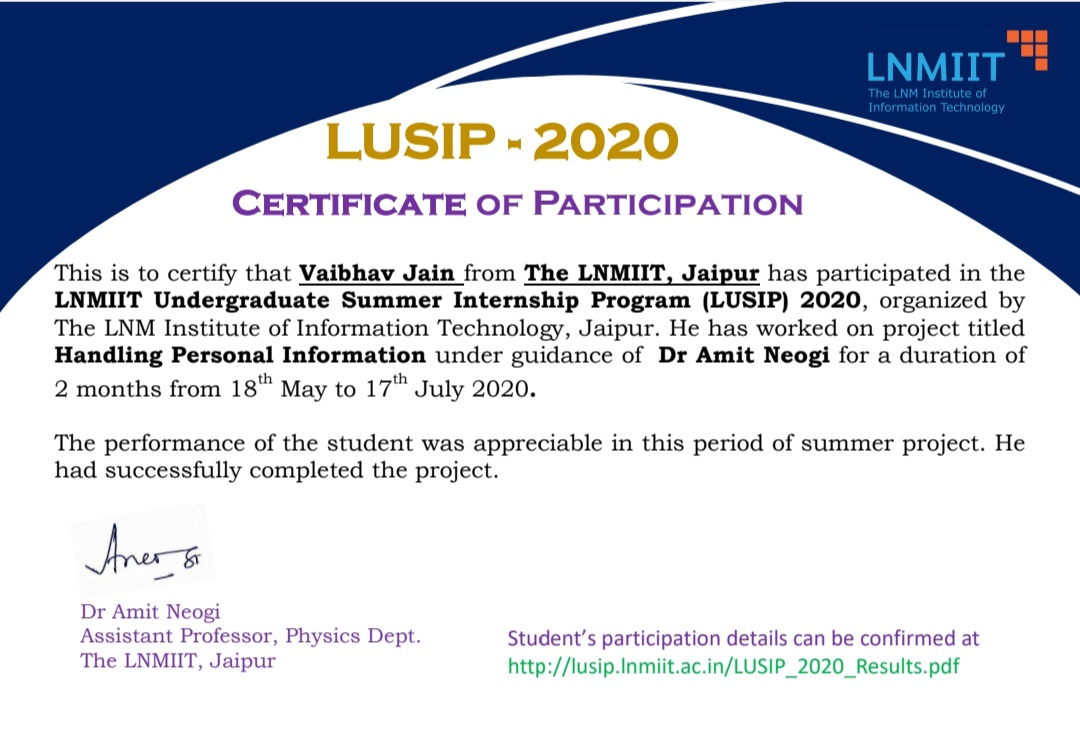 LNMIIT
The LNM Institute of
Information Technology
LUSIP - 2020
CERTIFICATE OF PARTICIPATION
This is to certify that Vaibhav Jain from The LNMIIT, Jaipur has participated in the
LNMIIT Undergraduate Summer Internship Program (LUSIP) 2020, organized by
The LNM Institute of Information Technology, Jaipur. He has worked on project titled
Handling Personal Information under guidance of Dr Amit Neogi for a duration of
2 months from 18th May to 17th July 2020.
The performance of the student was appreciable in this period of summer project. He
had successfully completed the project.
Dr Amit Neogi
Assistant Professor, Physics Dept.
The LNMIIT, Jaipur
Student’s participation details can be confirmed at
http://lusip.lnmiit.ac.in/LUSIP_2020_Results.pdf